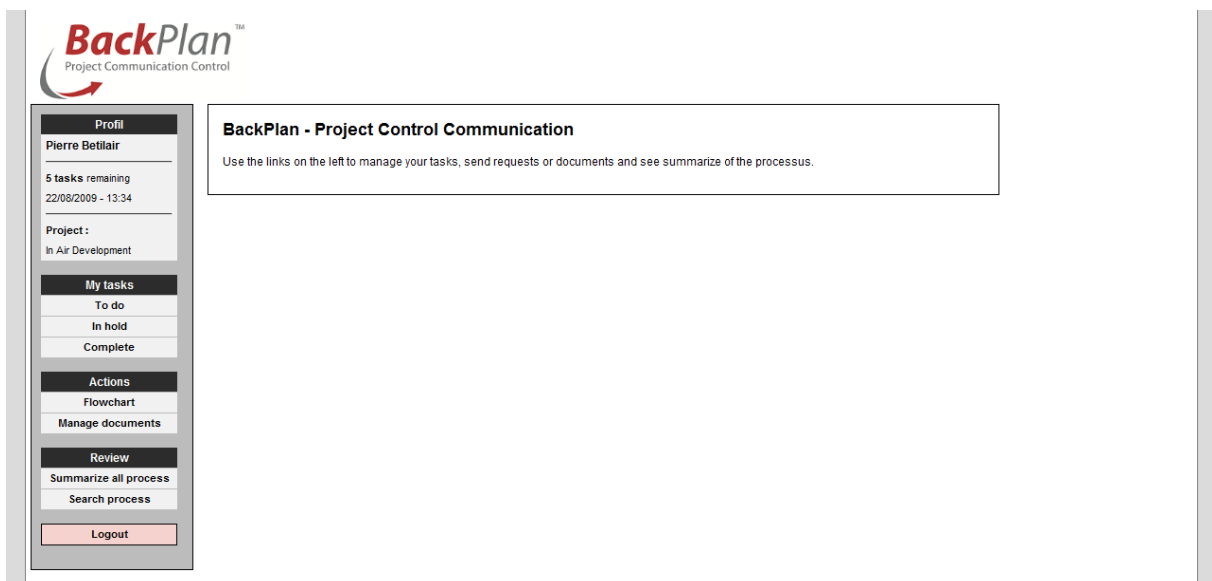 BackPlan™
Project Communication Control
Profil
Pierre Betilair
5 tasks remaining
22/08/2009 - 13:34
Project :
In Air Development
My tasks
To do
In hold
Complete
Actions
Flowchart
Manage documents
Review
Summarize all process
Search process
Logout
BackPlan - Project Control Communication
Use the links on the left to manage your tasks, send requests or documents and see summarize of the processus.